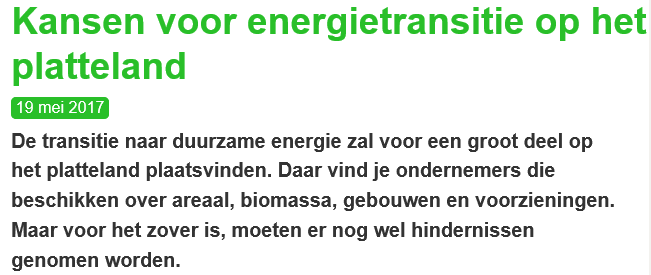 Kansen voor energietransitie op het
platteland
19 mei 2017
De transitie naar duurzame energie zal voor een groot deel op
het platteland plaatsvinden. Daar vind je ondernemers die
beschikken over areaal, biomassa, gebouwen en voorzieningen.
Maar voor het zover is, moeten er nog wel hindernissen
genomen worden.